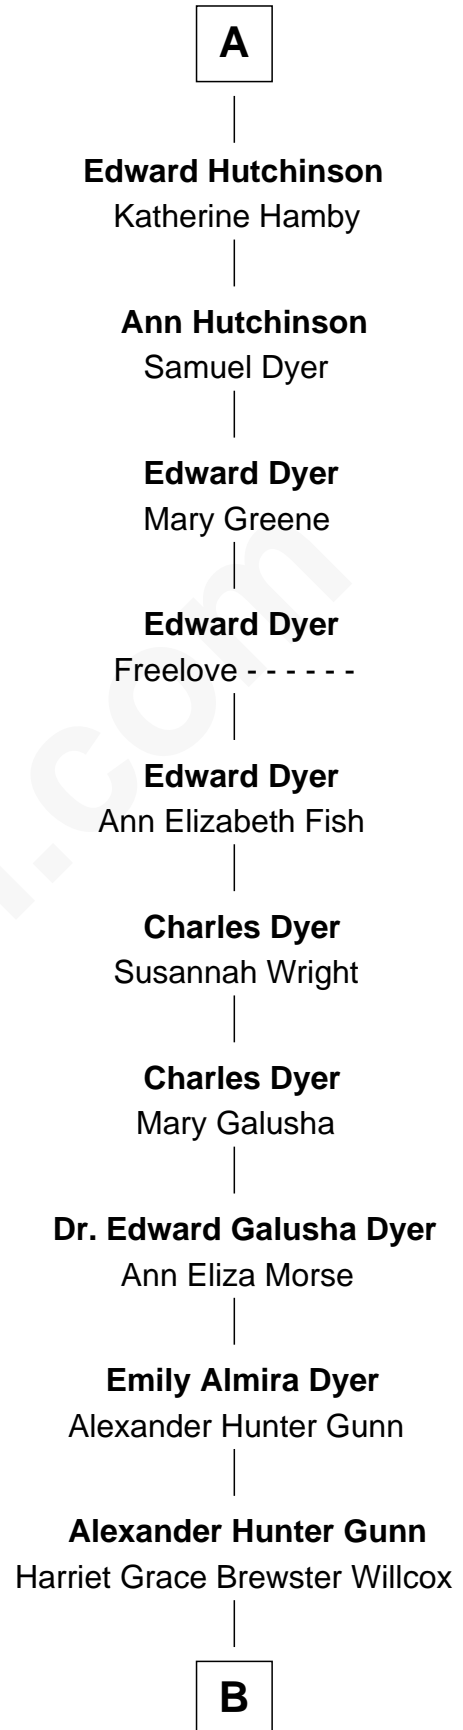 A
Edward Hutchinson
Katherine Hamby
Ann Hutchinson
Samuel Dyer
Edward Dyer
Mary Greene
Edward Dyer
Freelove - - - - - -
Edward Dyer
Ann Elizabeth Fish
Charles Dyer
Susannah Wright
Charles Dyer
Mary Galusha
Dr. Edward Galusha Dyer
Ann Eliza Morse
Emily Almira Dyer
Alexander Hunter Gunn
Alexander Hunter Gunn
Harriet Grace Brewster Willcox
B